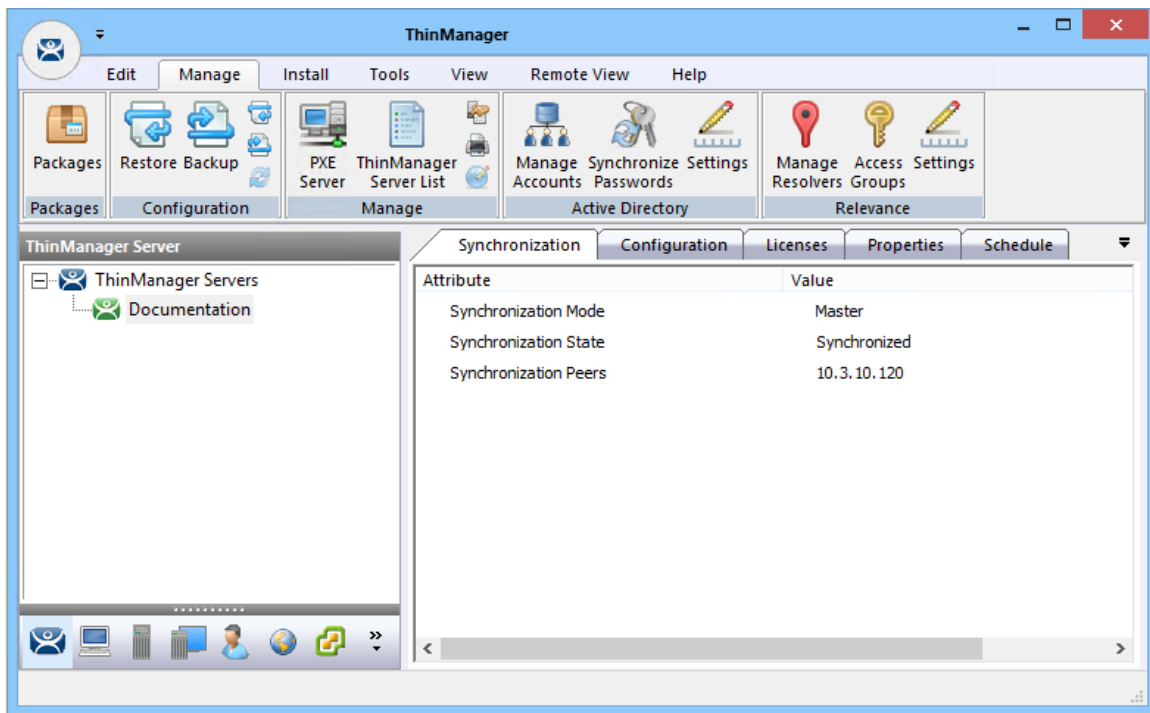 ThinManager
Edit Manage Install Tools View Remote View Help
Packages Restore Backup PXE Server ThinManager Server List Manage Accounts Synchronize Passwords Settings Manage Resolvers Access Groups Settings
Packages Configuration Manage Active Directory Relevance
ThinManager Server
ThinManager Servers
Documentation
Synchronization Configuration Licenses Properties Schedule
Attribute Value
Synchronization Mode Master
Synchronization State Synchronized
Synchronization Peers 10.3.10.120